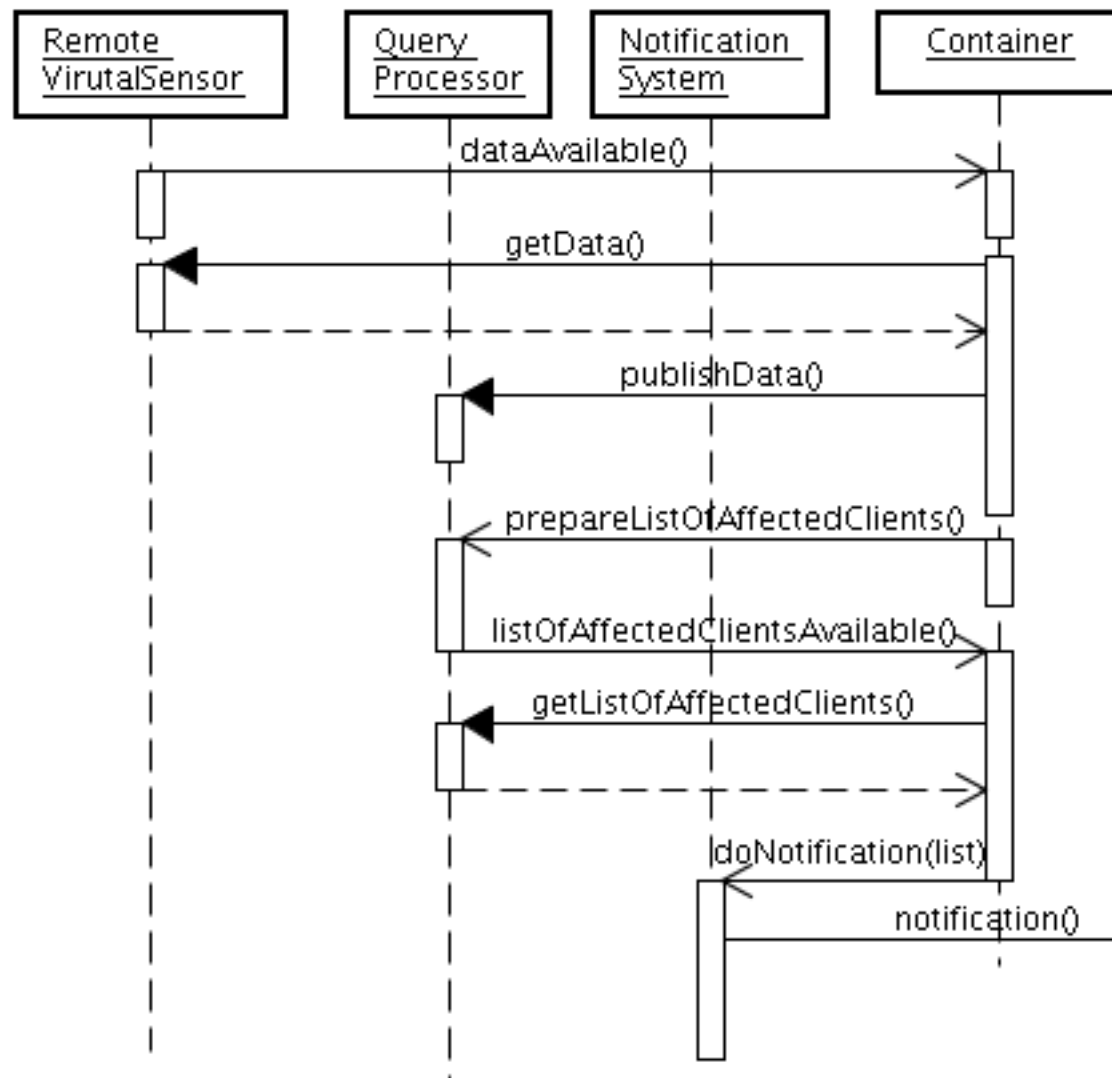 Remote
VirutalSensor
Query
Processor
Notification
System
Container
dataAvailable()
getData()
publishData()
prepareListOfAffectedClients()
listOfAffectedClientsAvailable()
getListOfAffectedClients()
doNotification(list)
notification()